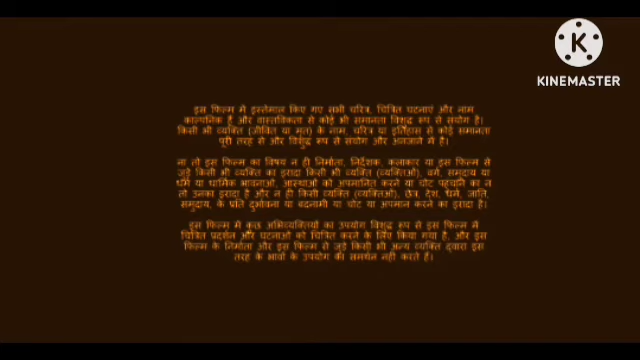 इस फिल्म में इस्तेमाल किए गए सभी चरित्र, चित्रित घटनाएं और नाम
काल्पनिक हैं और वास्तविकता से कोई भी समानता विशुद्ध रूप से संयोग है।
किसी भी व्यक्ति (जीवित या मृत) के नाम, चरित्र या इतिहास से कोई समानता
पूरी तरह से और विशुद्ध रूप से संयोग और अनजाने में है।
ना तो इस फिल्म का विषय न ही निर्माता, निर्देशक, कलाकार या इस फिल्म से
जुड़े किसी भी व्यक्ति का इरादा किसी भी व्यक्ति (व्यक्तिओं), वर्ग, समुदाय या
धर्म या धार्मिक भावनाओं, आस्थाओं को अपमानित करने या चोट पहुंचाने का न
तो उनका इरादा है और न ही किसी व्यक्ति (व्यक्तिओं), छेत्र, देश, धर्म, जाति,
समुदाय, के प्रति दुर्भावना या बदनामी या चोट या अपमान करने का इरादा है।
इस फिल्म में कुछ अभिव्यक्तियों का उपयोग विशुद्ध रूप से इस फिल्म में
चित्रित प्रदर्शन और घटनाओं को चित्रित करने के लिए किया गया है, और इस
फिल्म के निर्माता और इस फिल्म से जुड़े किसी भी अन्य व्यक्ति द्वारा इस
तरह के भावों के उपयोग का समर्थन नहीं करते हैं।
KINEMASTER